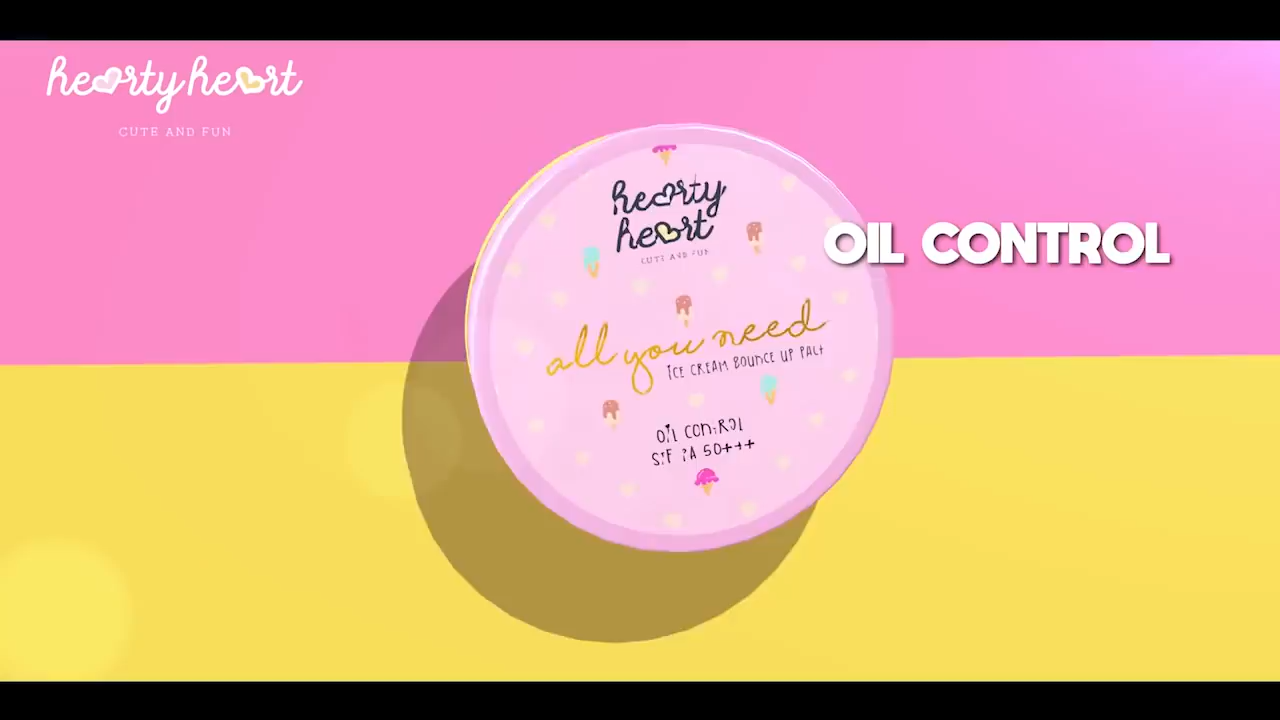 hearty heart
CUTE AND FUN
hearty
heart
CUTE AND FUN
OIL CONTROL
all you need
ICE CREAM BOUNCE UP PACT
OIL CONTROL
SPF PA 50+++